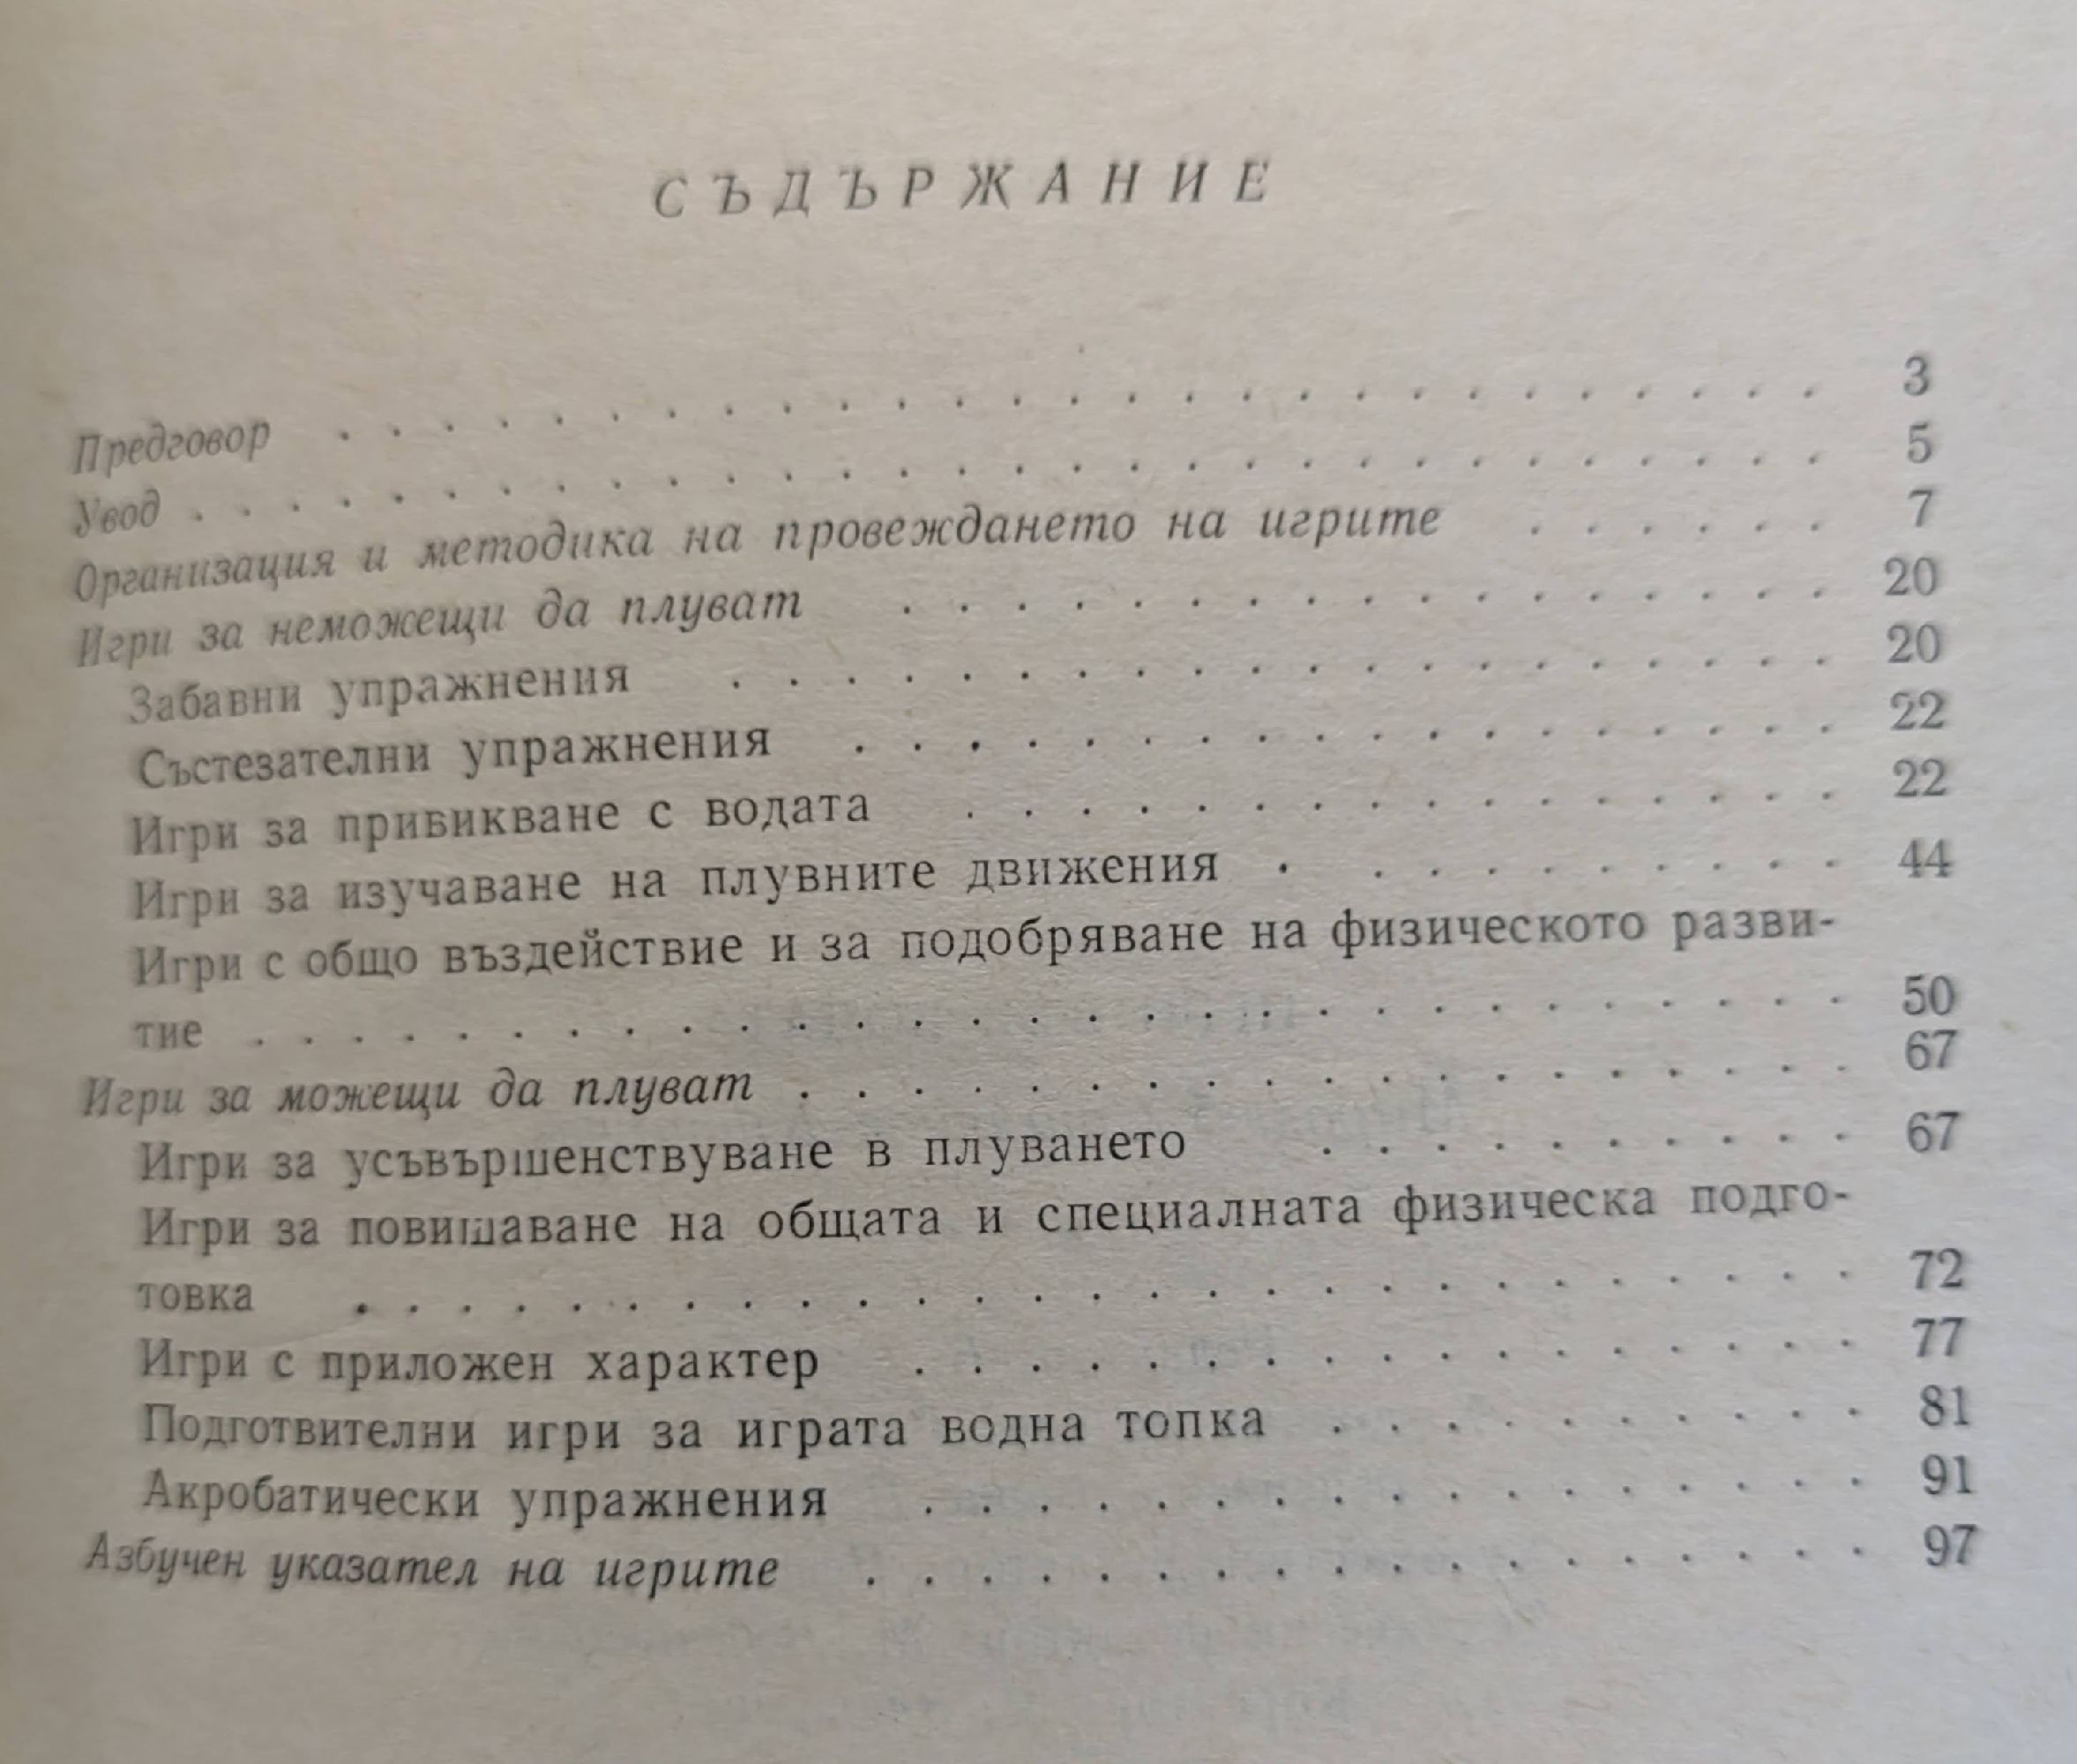 СЪДЪРЖАНИЕ
Предговор . . . . . . . . . . . . . . . . . . . . . . . . . . . 3
Увод . . . . . . . . . . . . . . . . . . . . . . . . . . . . . 5
Организация и методика на провеждането на игрите . . . . . . 7
Игри за неможещи да плуват . . . . . . . . . . . . . . . . . 20
Забавни упражнения . . . . . . . . . . . . . . . . . . . . 20
Състезателни упражнения . . . . . . . . . . . . . . . . . . 22
Игри за привикване с водата . . . . . . . . . . . . . . . . 22
Игри за изучаване на плувните движения . . . . . . . . . . 44
Игри с общо въздействие и за подобряване на физическото разви-
тие . . . . . . . . . . . . . . . . . . . . . . . . . . . . . 50
Игри за можещи да плуват . . . . . . . . . . . . . . . . . . . 67
Игри за усъвършенствуване в плуването . . . . . . . . . . 67
Игри за повишаване на общата и специалната физическа подго-
товка . . . . . . . . . . . . . . . . . . . . . . . . . . . 72
Игри с приложен характер . . . . . . . . . . . . . . . . . 77
Подготвителни игри за играта водна топка . . . . . . . . . . 81
Акробатически упражнения . . . . . . . . . . . . . . . . . 91
Азбучен указател на игрите . . . . . . . . . . . . . . . . . . 97